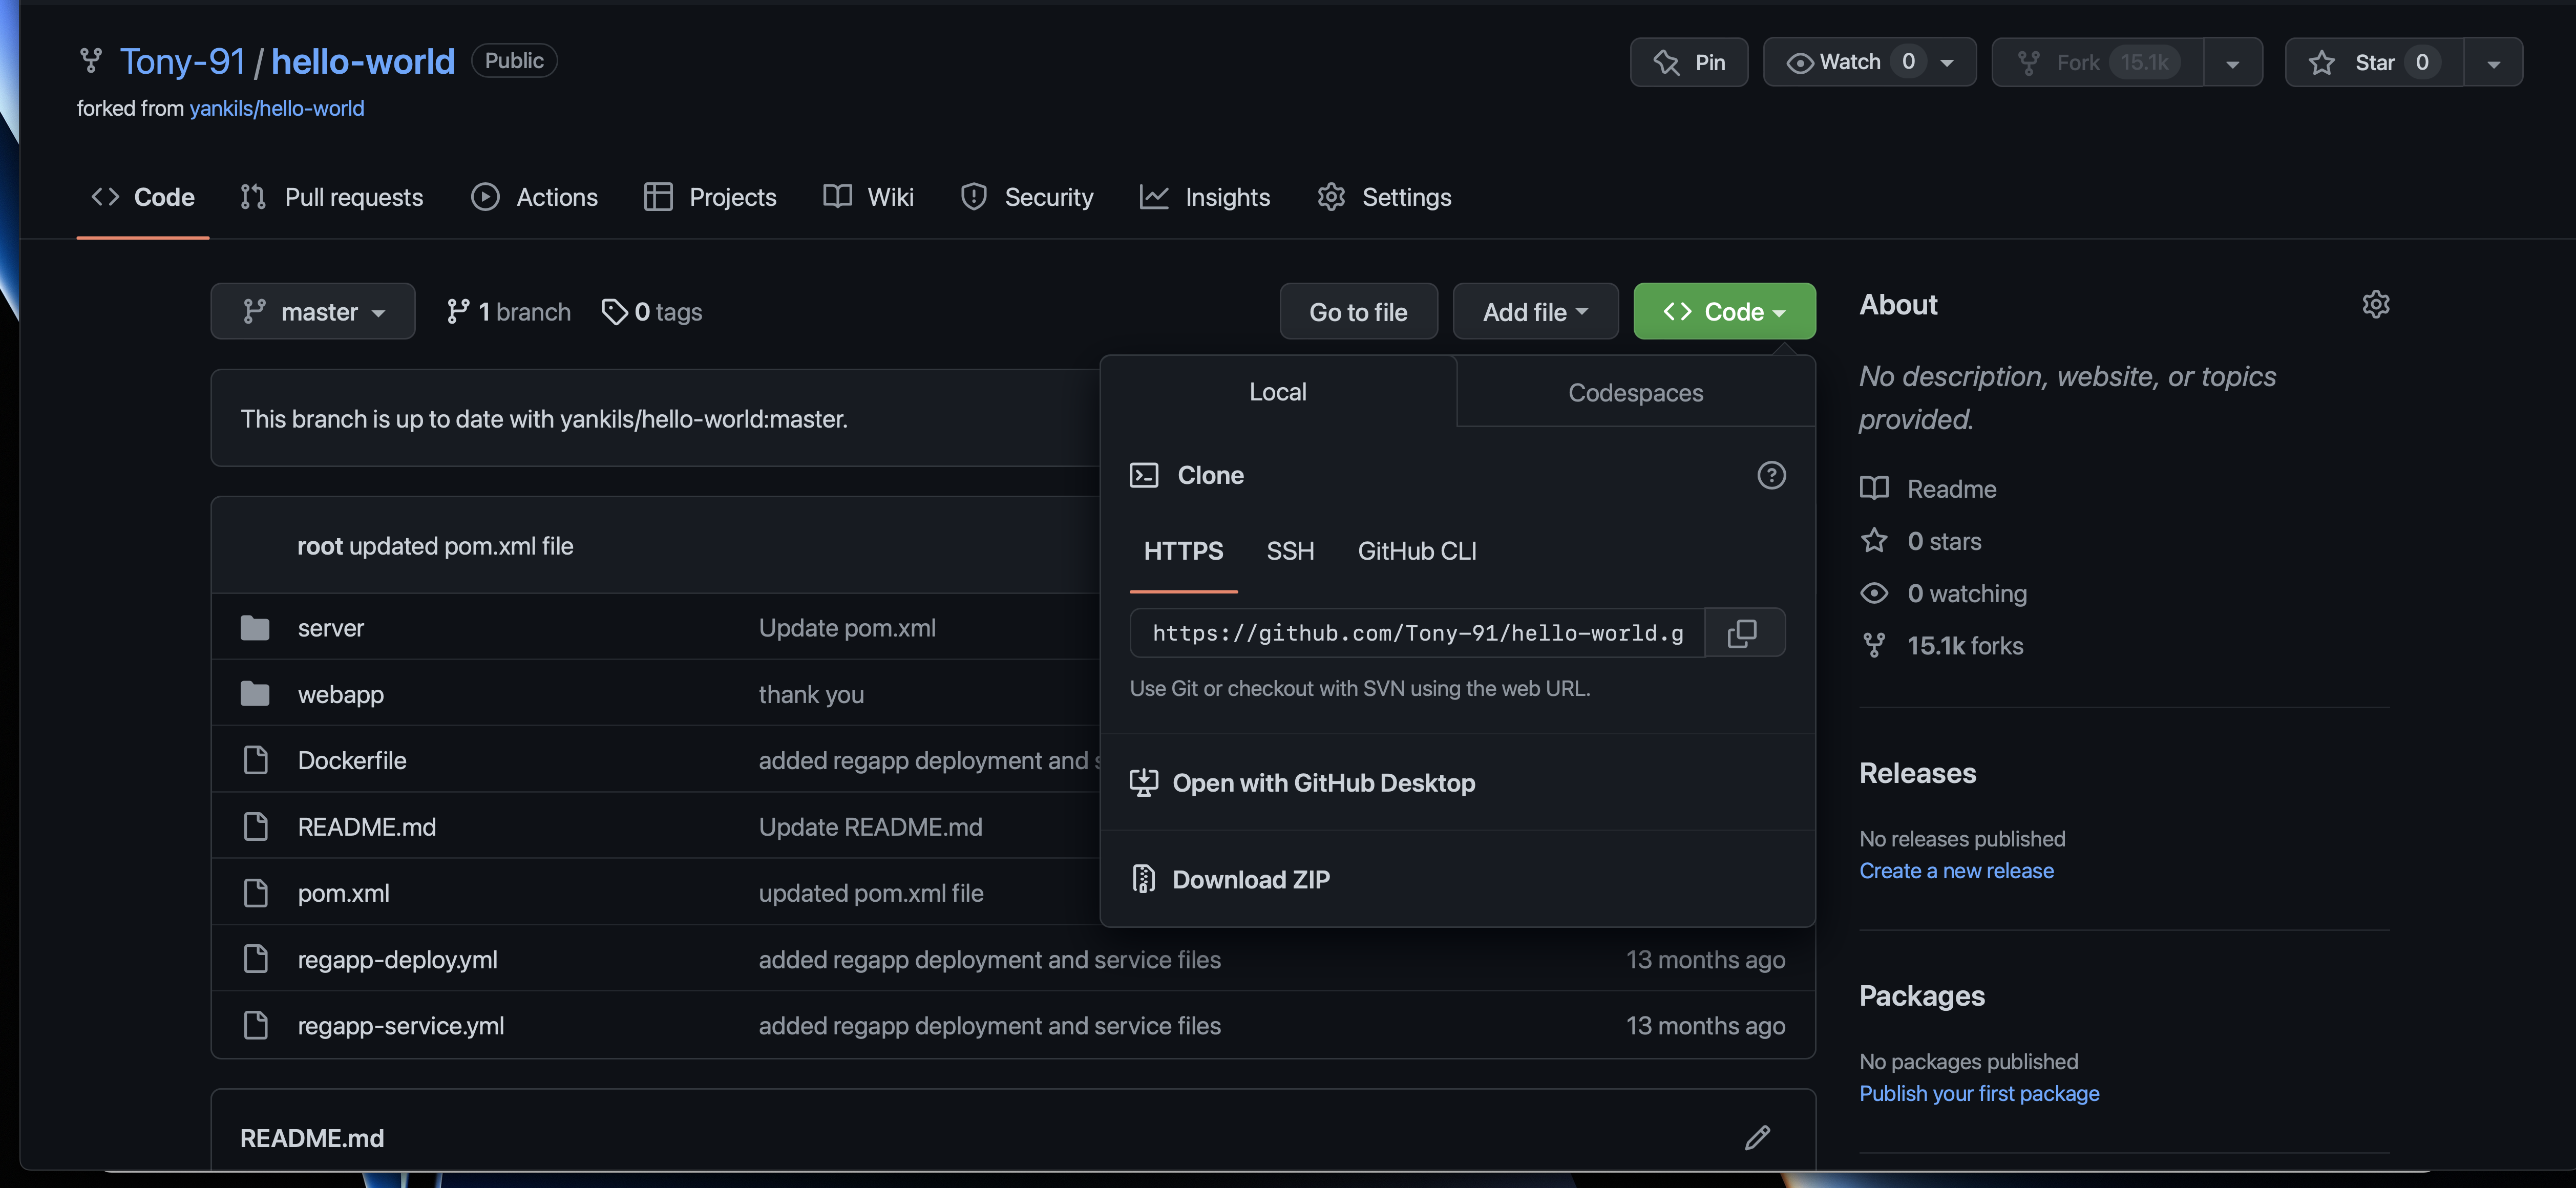 Tony-91 / hello-world Public
Pin Watch 0 Fork 15.1k Star 0
forked from yankils/hello-world
Code Pull requests Actions Projects Wiki Security Insights Settings
master 1 branch 0 tags
Go to file Add file Code
This branch is up to date with yankils/hello-world:master.
root updated pom.xml file
server Update pom.xml
webapp thank you
Dockerfile added regapp deployment and s
README.md Update README.md
pom.xml updated pom.xml file
regapp-deploy.yml added regapp deployment and service files 13 months ago
regapp-service.yml added regapp deployment and service files 13 months ago
README.md
Local Codespaces
Clone
HTTPS SSH GitHub CLI
https://github.com/Tony-91/hello-world.g
Use Git or checkout with SVN using the web URL.
Open with GitHub Desktop
Download ZIP
About
No description, website, or topics
provided.
Readme
0 stars
0 watching
15.1k forks
Releases
No releases published
Create a new release
Packages
No packages published
Publish your first package